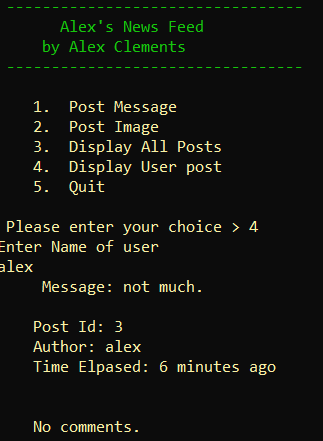 ------------------------------
Alex's News Feed
by Alex Clements
------------------------------
1. Post Message
2. Post Image
3. Display All Posts
4. Display User post
5. Quit
Please enter your choice > 4
Enter Name of user
alex
Message: not much.
Post Id: 3
Author: alex
Time Elpased: 6 minutes ago
No comments.